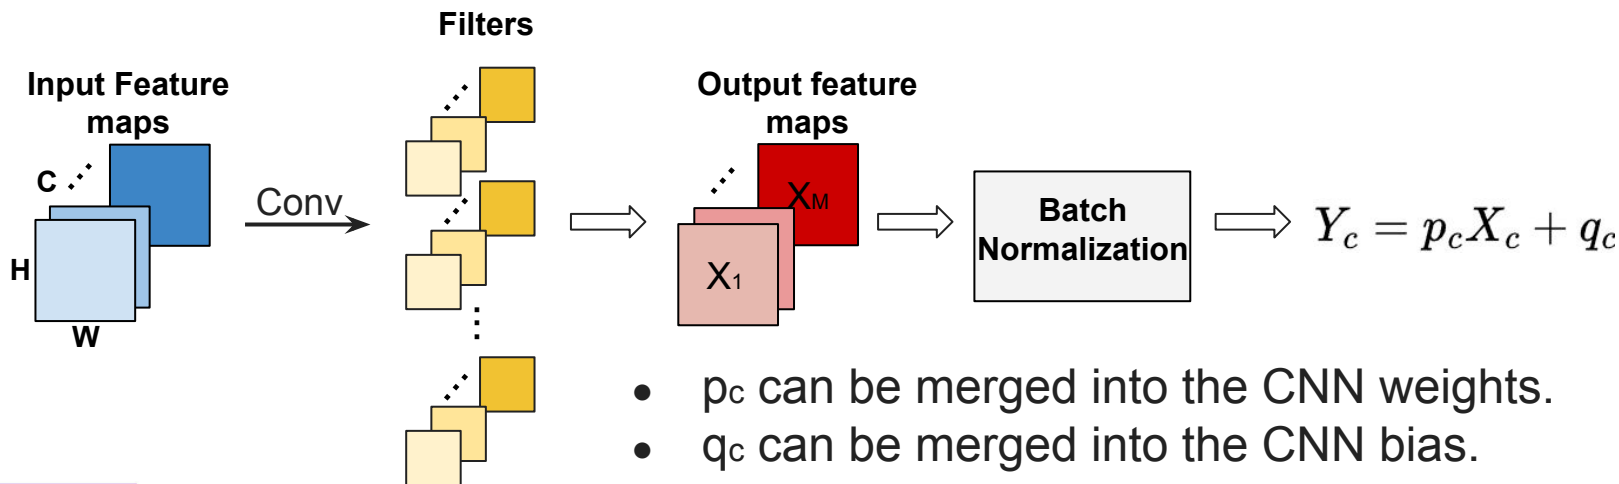 Filters
Input Feature
maps
C
H
W
Conv
Output feature
maps
XM
X1
Batch
Normalization
Yc = pcXc + qc
• pc can be merged into the CNN weights.
• qc can be merged into the CNN bias.